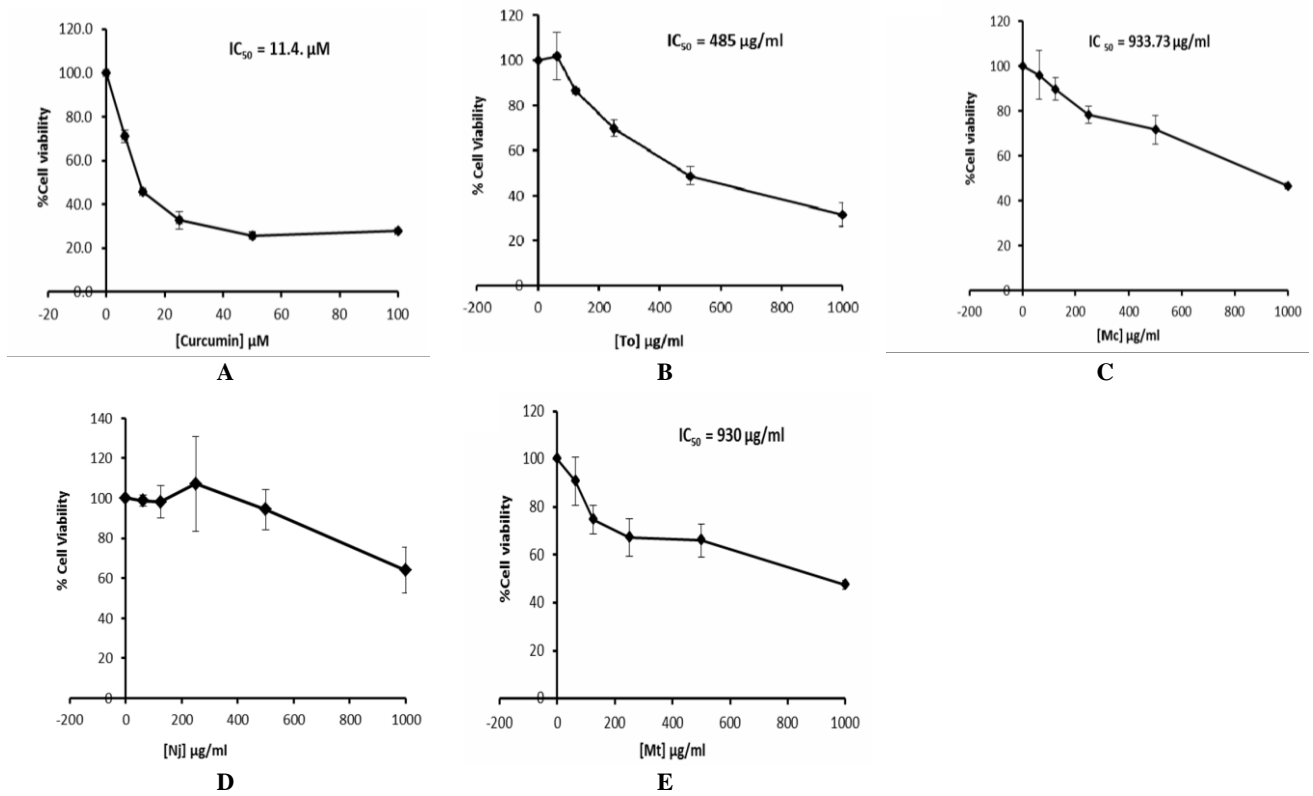 120.0
100.0
80.0
60.0
40.0
20.0
0.0
-20 0 20 40 60 80 100
%Cell viability
[Curcumin] µM
IC50 = 11.4. µM
A
120
100
80
60
40
20
0
-200 0 200 400 600 800 1000
% Cell Viability
[To] µg/ml
IC50 = 485 µg/ml
B
120
100
80
60
40
20
0
-200 0 200 400 600 800 1000
%Cell viability
[Mc] µg/ml
IC 50 = 933.73 µg/ml
C
140
120
100
80
60
40
20
0
-200 0 200 400 600 800 1000
% Cell Viability
[Nj] µg/ml
D
120
100
80
60
40
20
0
-200 0 200 400 600 800 1000
%Cell viability
[Mt] µg/ml
IC50 = 930 µg/ml
E